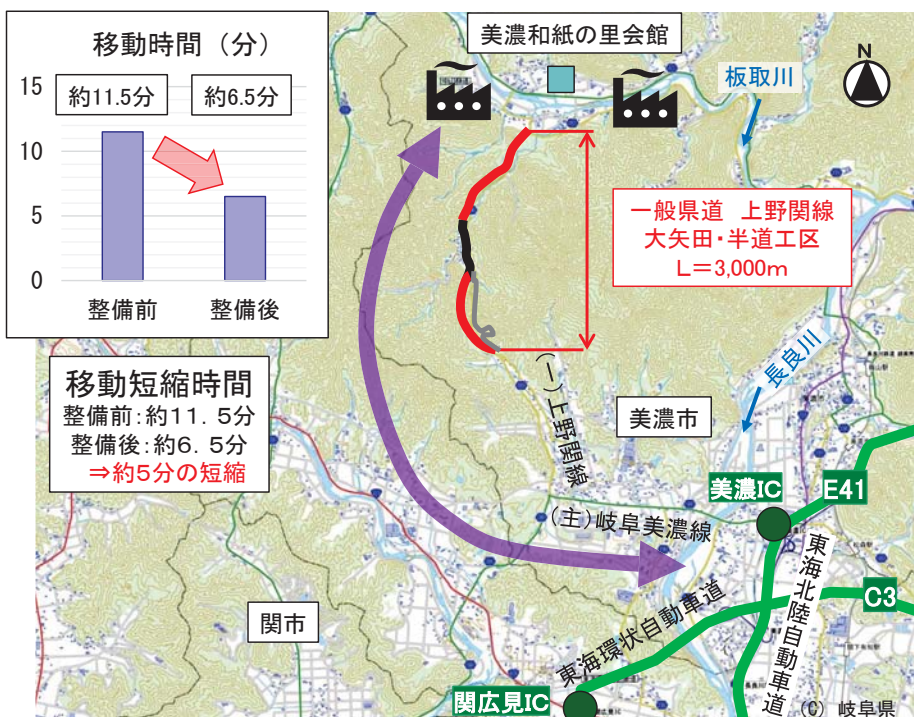 移動時間（分）
15
10
5
0
約11.5分
約6.5分
整備前
整備後
移動短縮時間
整備前:約11．5分
整備後:約6．5分
⇒約5分の短縮
美濃和紙の里会館
板取川
N
一般県道　上野関線
大矢田・半道工区
L＝3,000m
長良川
(一)上野関線
美濃市
美濃IC
E41
(主)岐阜美濃線
東海北陸自動車道
C3
関市
東海環状自動車道
関広見IC
(C) 岐阜県